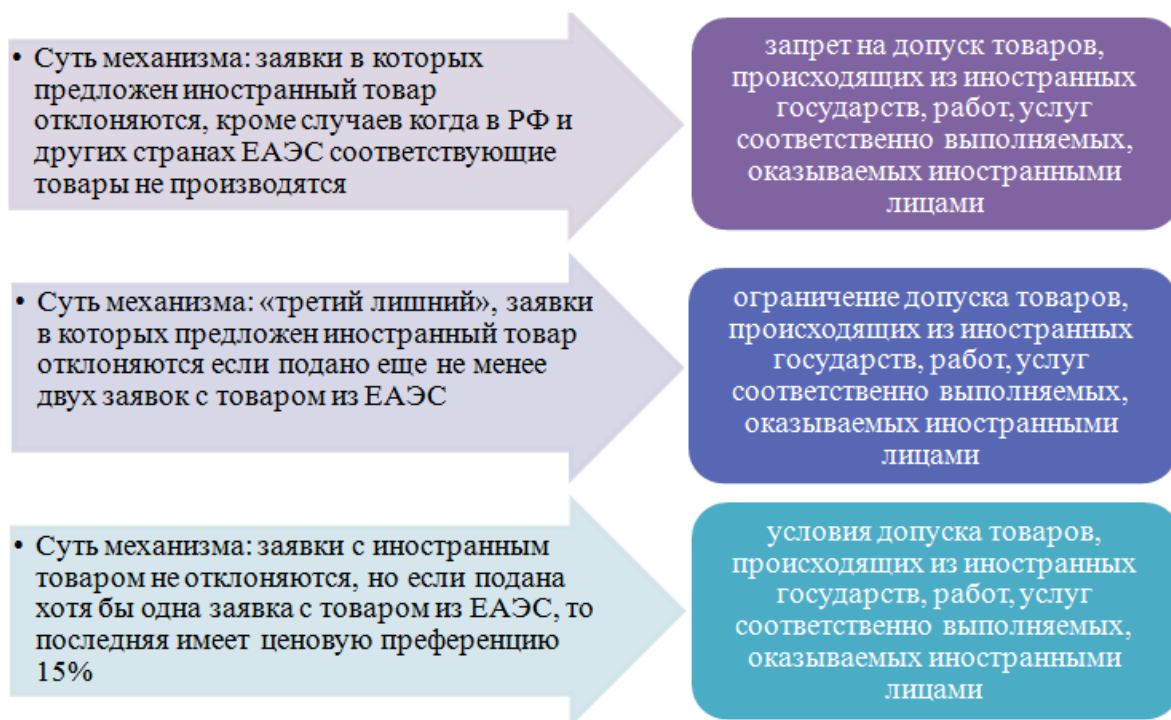 • Суть механизма: заявки в которых
предложен иностранный товар
отклоняются, кроме случаев когда в РФ и
других странах ЕАЭС соответствующие
товары не производятся
запрет на допуск товаров,
происходящих из иностранных
государств, работ, услуг
соответственно выполняемых,
оказываемых иностранными
лицами
• Суть механизма: «третий лишний», заявки
в которых предложен иностранный товар
отклоняются если подано еще не менее
двух заявок с товаром из ЕАЭС
ограничение допуска товаров,
происходящих из иностранных
государств, работ, услуг
соответственно выполняемых,
оказываемых иностранными
лицами
• Суть механизма: заявки с иностранным
товаром не отклоняются, но если подана
хотя бы одна заявка с товаром из ЕАЭС, то
последняя имеет ценовую преференцию
15%
условия допуска товаров,
происходящих из иностранных
государств, работ, услуг
соответственно выполняемых,
оказываемых иностранными
лицами